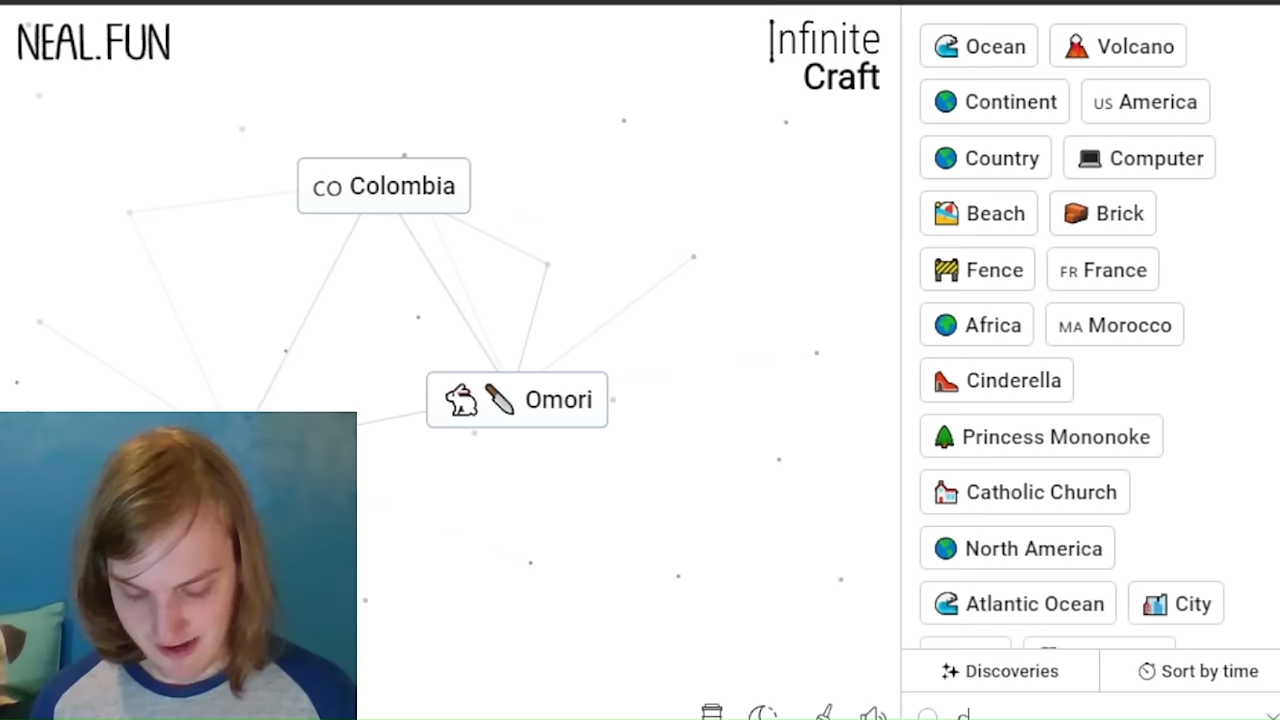 NEAL.FUN
Infinite
Craft
CO Colombia
Omori
Ocean
Volcano
Continent
US America
Country
Computer
Beach
Brick
Fence
FR France
Africa
MA Morocco
Cinderella
Princess Mononoke
Catholic Church
North America
Atlantic Ocean
City
Discoveries
Sort by time